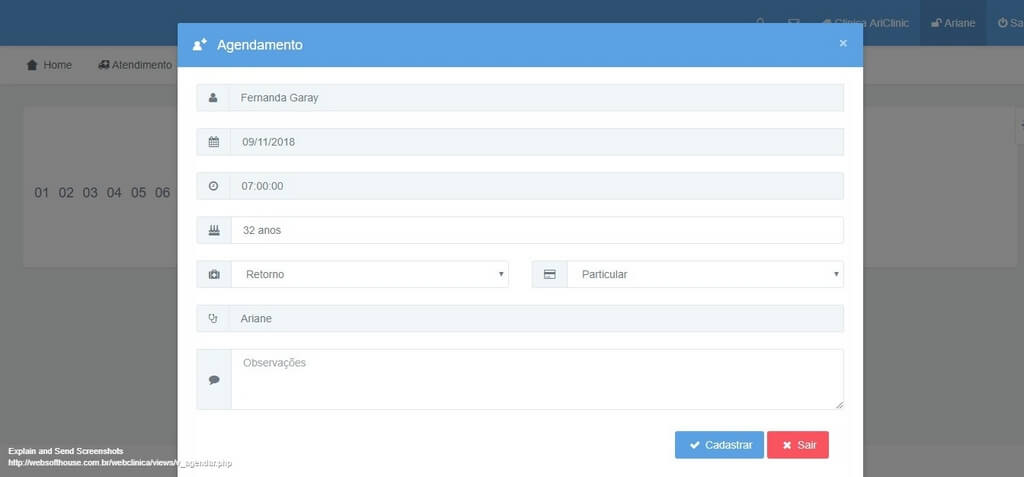 Clínica AriClinic Ariane Sa
Agendamento ×
Home Atendimento
Fernanda Garay
09/11/2018
07:00:00
01 02 03 04 05 06
32 anos
Retorno Particular
Ariane
Observações
Cadastrar Sair
Explain and Send Screenshots
http://websofthouse.com.br/webclinica/views/v_agendar.php